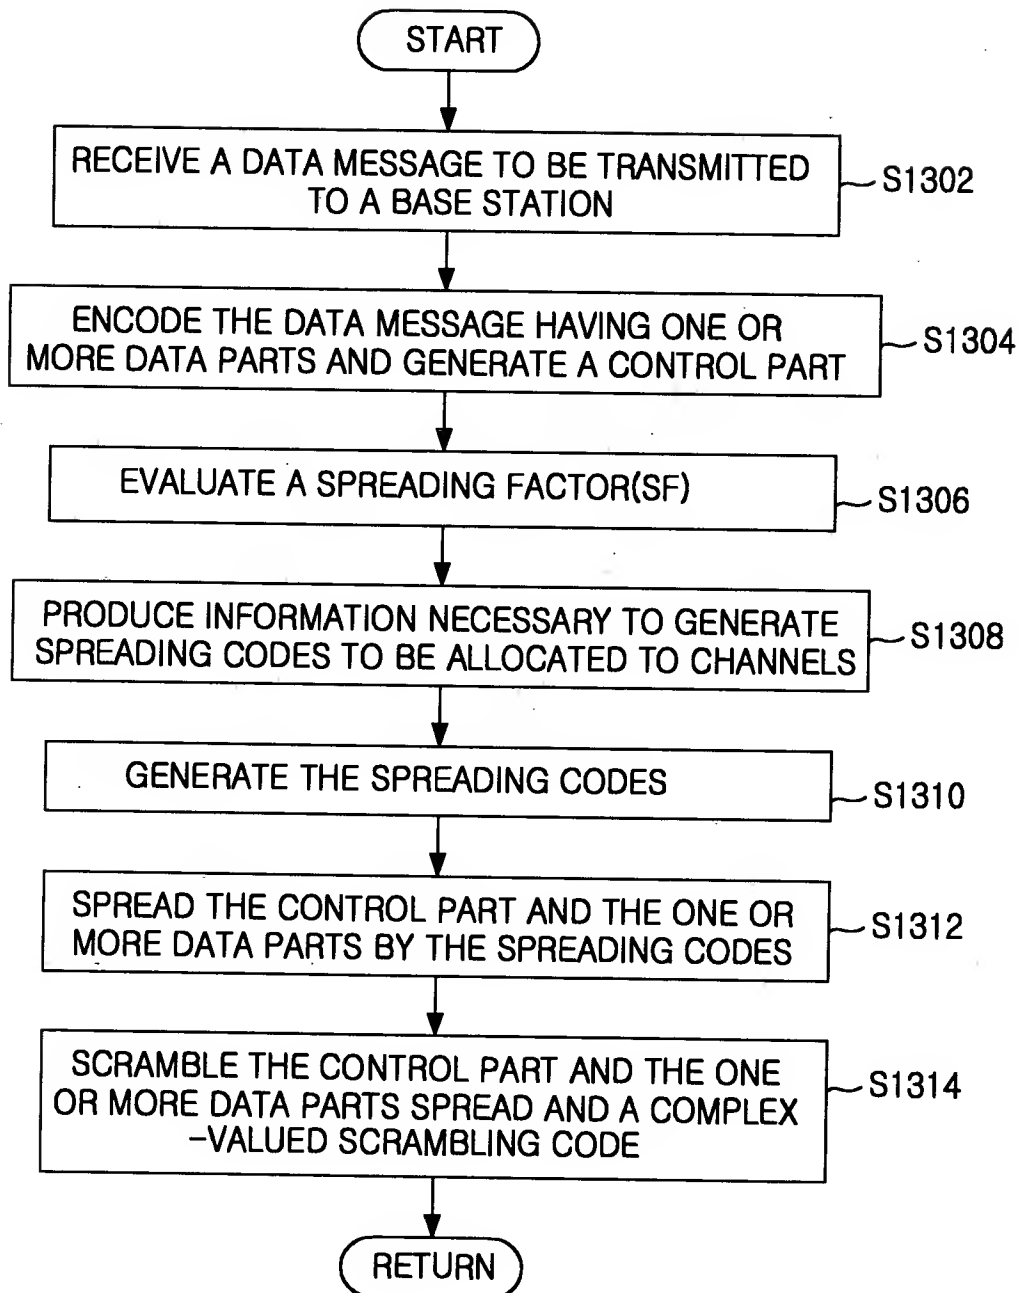 START
RECEIVE A DATA MESSAGE TO BE TRANSMITTED
TO A BASE STATION
S1302
ENCODE THE DATA MESSAGE HAVING ONE OR
MORE DATA PARTS AND GENERATE A CONTROL PART
S1304
EVALUATE A SPREADING FACTOR(SF)
S1306
PRODUCE INFORMATION NECESSARY TO GENERATE
SPREADING CODES TO BE ALLOCATED TO CHANNELS
S1308
GENERATE THE SPREADING CODES
S1310
SPREAD THE CONTROL PART AND THE ONE OR
MORE DATA PARTS BY THE SPREADING CODES
S1312
SCRAMBLE THE CONTROL PART AND THE ONE
OR MORE DATA PARTS SPREAD AND A COMPLEX
-VALUED SCRAMBLING CODE
S1314
RETURN